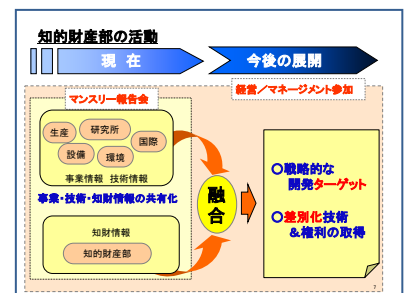 知的財産部の活動
現 在
今後の展開
経営／マネージメント参加
マンスリー報告会
生産
研究所
国際
設備
環境
事業情報 技術情報
事業・技術・知財情報の共有化
知財情報
知的財産部
融合
〇戦略的な
開発ターゲット
〇差別化技術
＆権利の取得
7